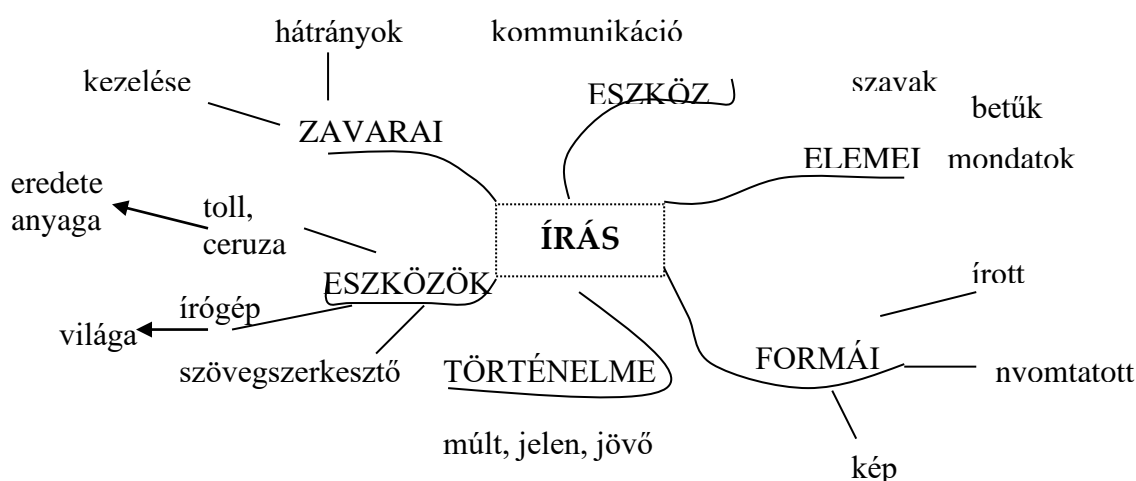 hátrányok
kommunikáció
kezelése
ESZKÖZ
szavak
betűk
ZAVARAI
ELEMEI
mondatok
eredete
anyaga
toll,
ceruza
ÍRÁS
ESZKÖZÖK
írott
írógép
világa
szövegszerkesztő
TÖRTÉNELME
FORMÁI
nyomtatott
múlt, jelen, jövő
kép